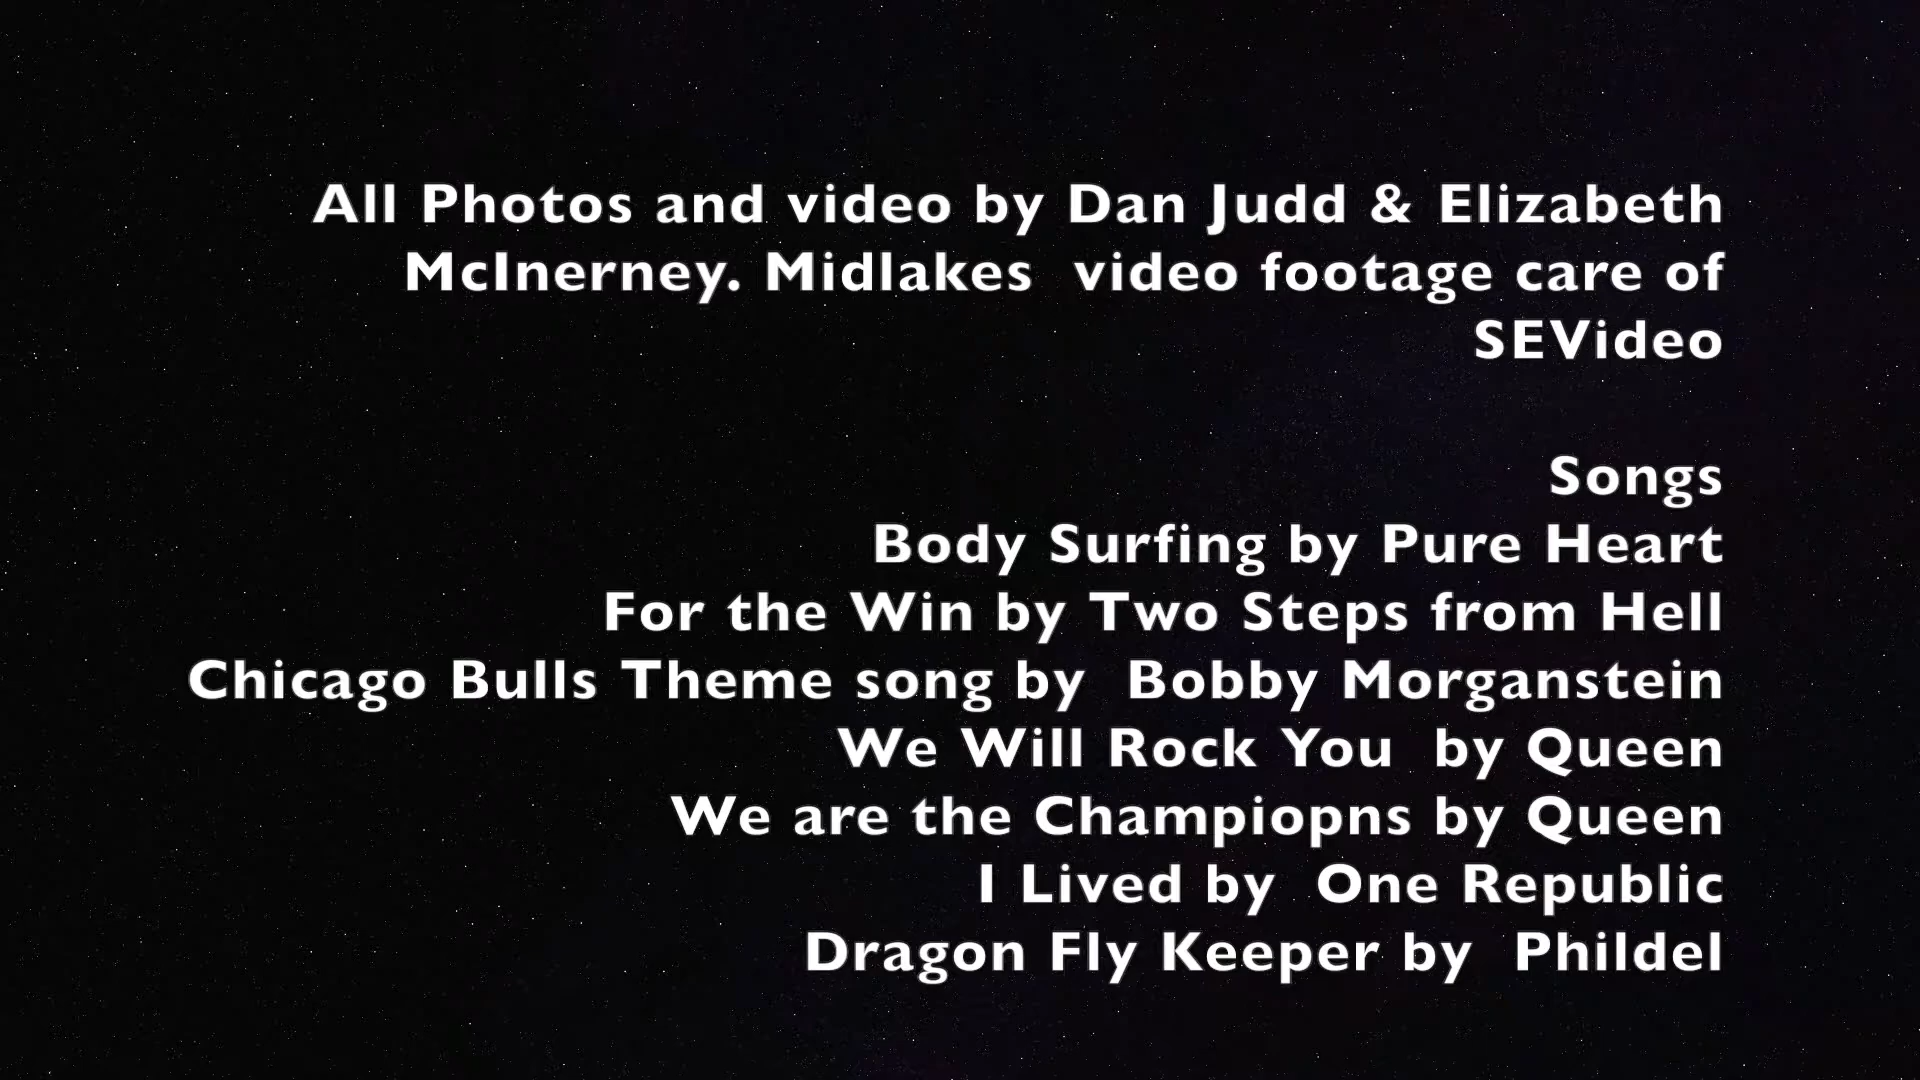 All Photos and video by Dan Judd & Elizabeth
McInerney. Midlakes  video footage care of
SEVideo
Songs
Body Surfing by Pure Heart
For the Win by Two Steps from Hell
Chicago Bulls Theme song by  Bobby Morganstein
We Will Rock You  by Queen
We are the Champiopns by Queen
I Lived by  One Republic
Dragon Fly Keeper by  Phildel